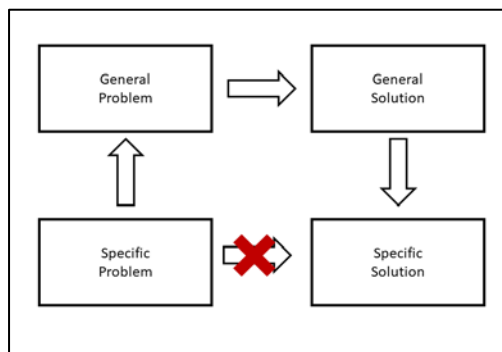 General
Problem
General
Solution
Specific
Problem
Specific
Solution